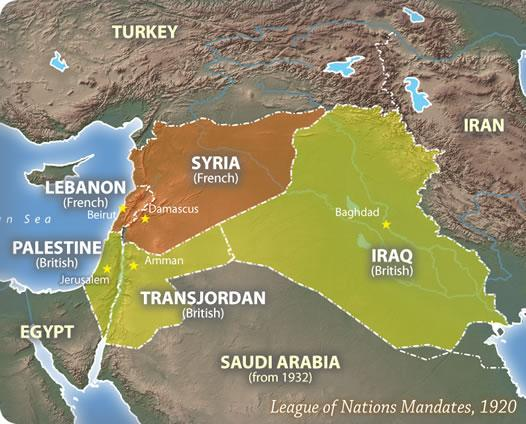 TURKEY
IRAN
SYRIA
(French)
LEBANON
(French)
Beirut
Damascus
an Sea
Baghdad
PALESTINE
(British)
Jerusalem
Amman
IRAQ
(British)
TRANSJORDAN
(British)
EGYPT
SAUDI ARABIA
(from 1932)
League of Nations Mandates, 1920